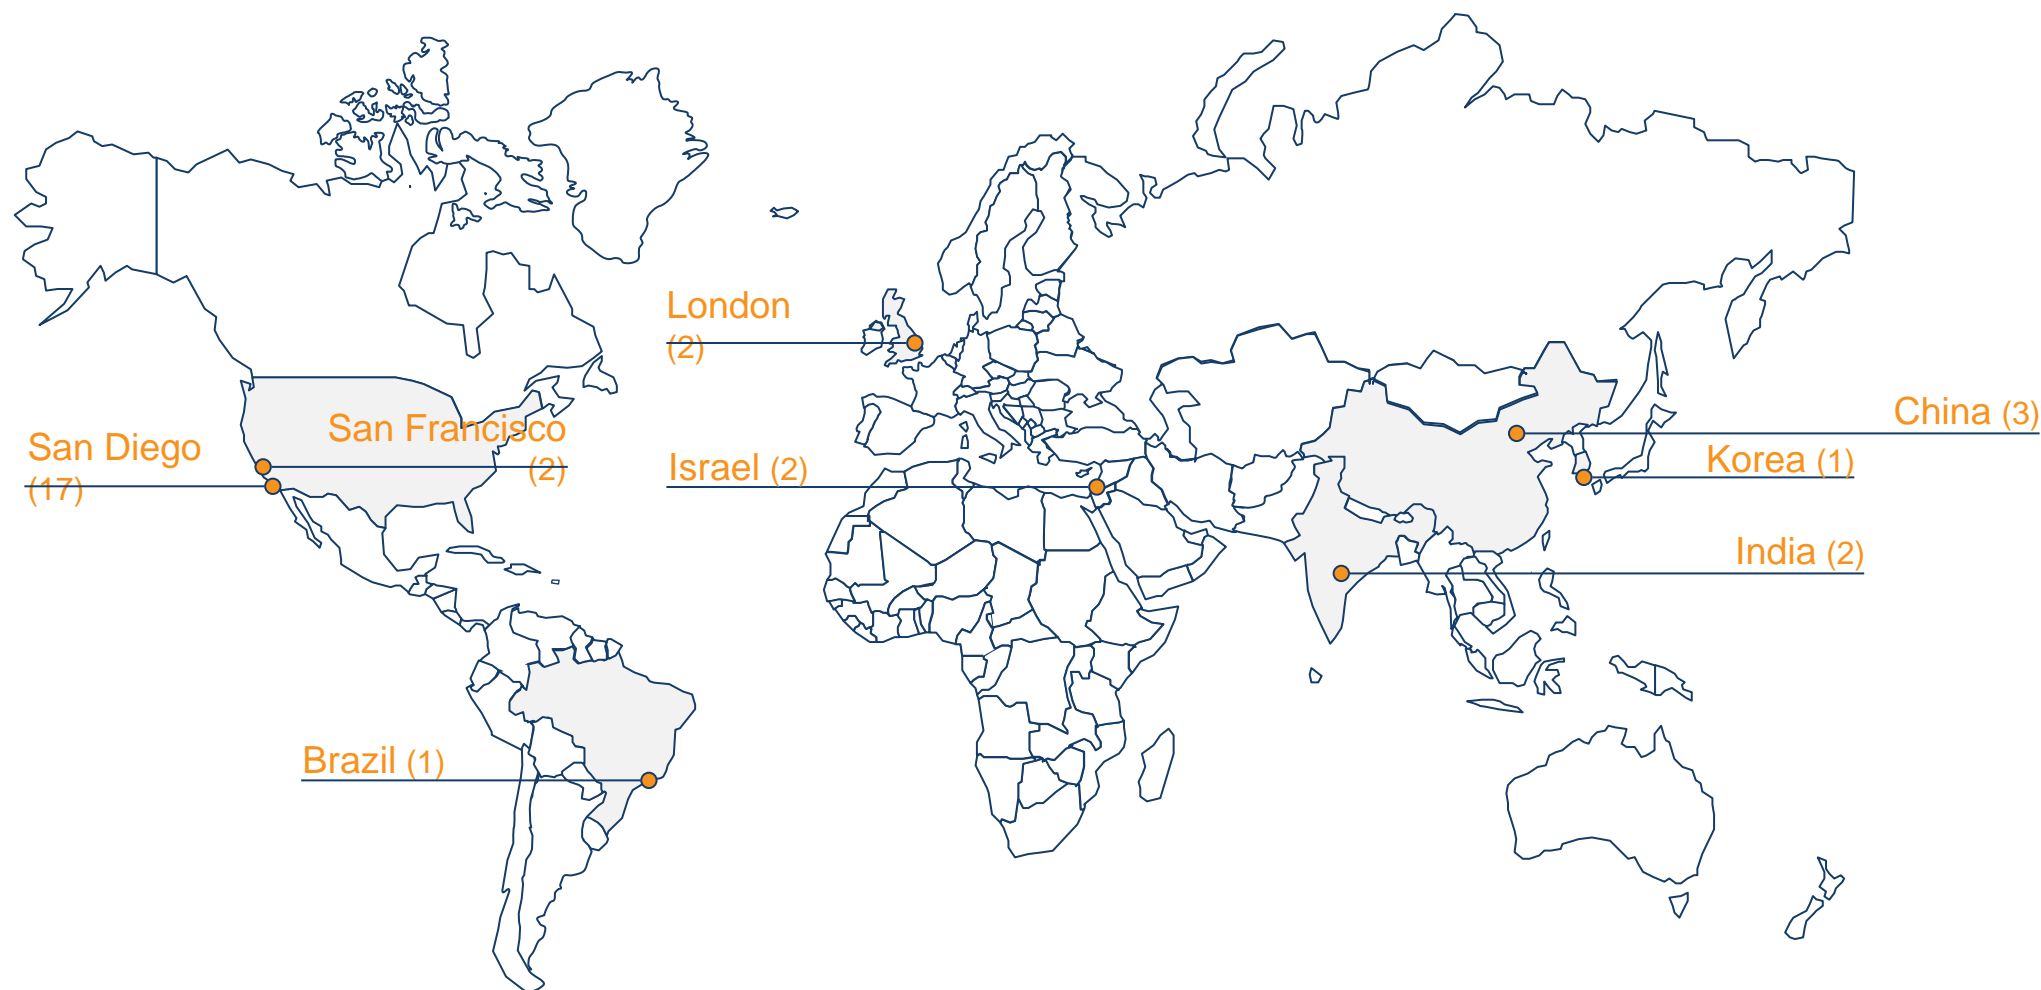 London
(2)
China (3)
San Francisco
(2)
San Diego
(17)
Israel (2)
Korea (1)
India (2)
Brazil (1)